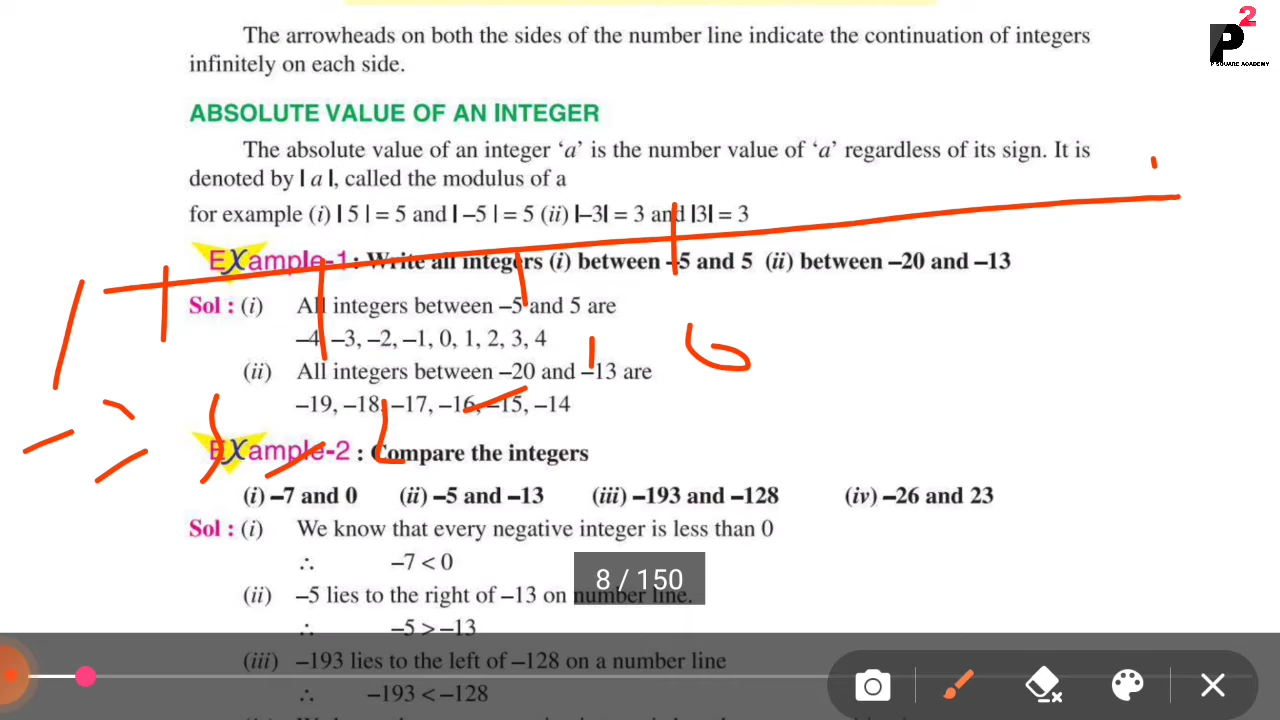 The arrowheads on both the sides of the number line indicate the continuation of integers
infinitely on each side.
P 2
P SQUARE ACADEMY
ABSOLUTE VALUE OF AN INTEGER
The absolute value of an integer ‘a’ is the number value of ‘a’ regardless of its sign. It is
denoted by | a |, called the modulus of a
for example (i) | 5 | = 5 and | –5 | = 5 (ii) |–3| = 3 and |3| = 3
Example-1 : Write all integers (i) between –5 and 5 (ii) between –20 and –13
Sol : (i) All integers between –5 and 5 are
–4, –3, –2, –1, 0, 1, 2, 3, 4
(ii) All integers between –20 and –13 are
–19, –18, –17, –16, –15, –14
Example-2 : Compare the integers
(i) –7 and 0 (ii) –5 and –13 (iii) –193 and –128 (iv) –26 and 23
Sol : (i) We know that every negative integer is less than 0
∴ –7 < 0
(ii) –5 lies to the right of –13 on number line.
∴ –5 > –13
(iii) –193 lies to the left of –128 on a number line
∴ –193 < –128
8 / 150